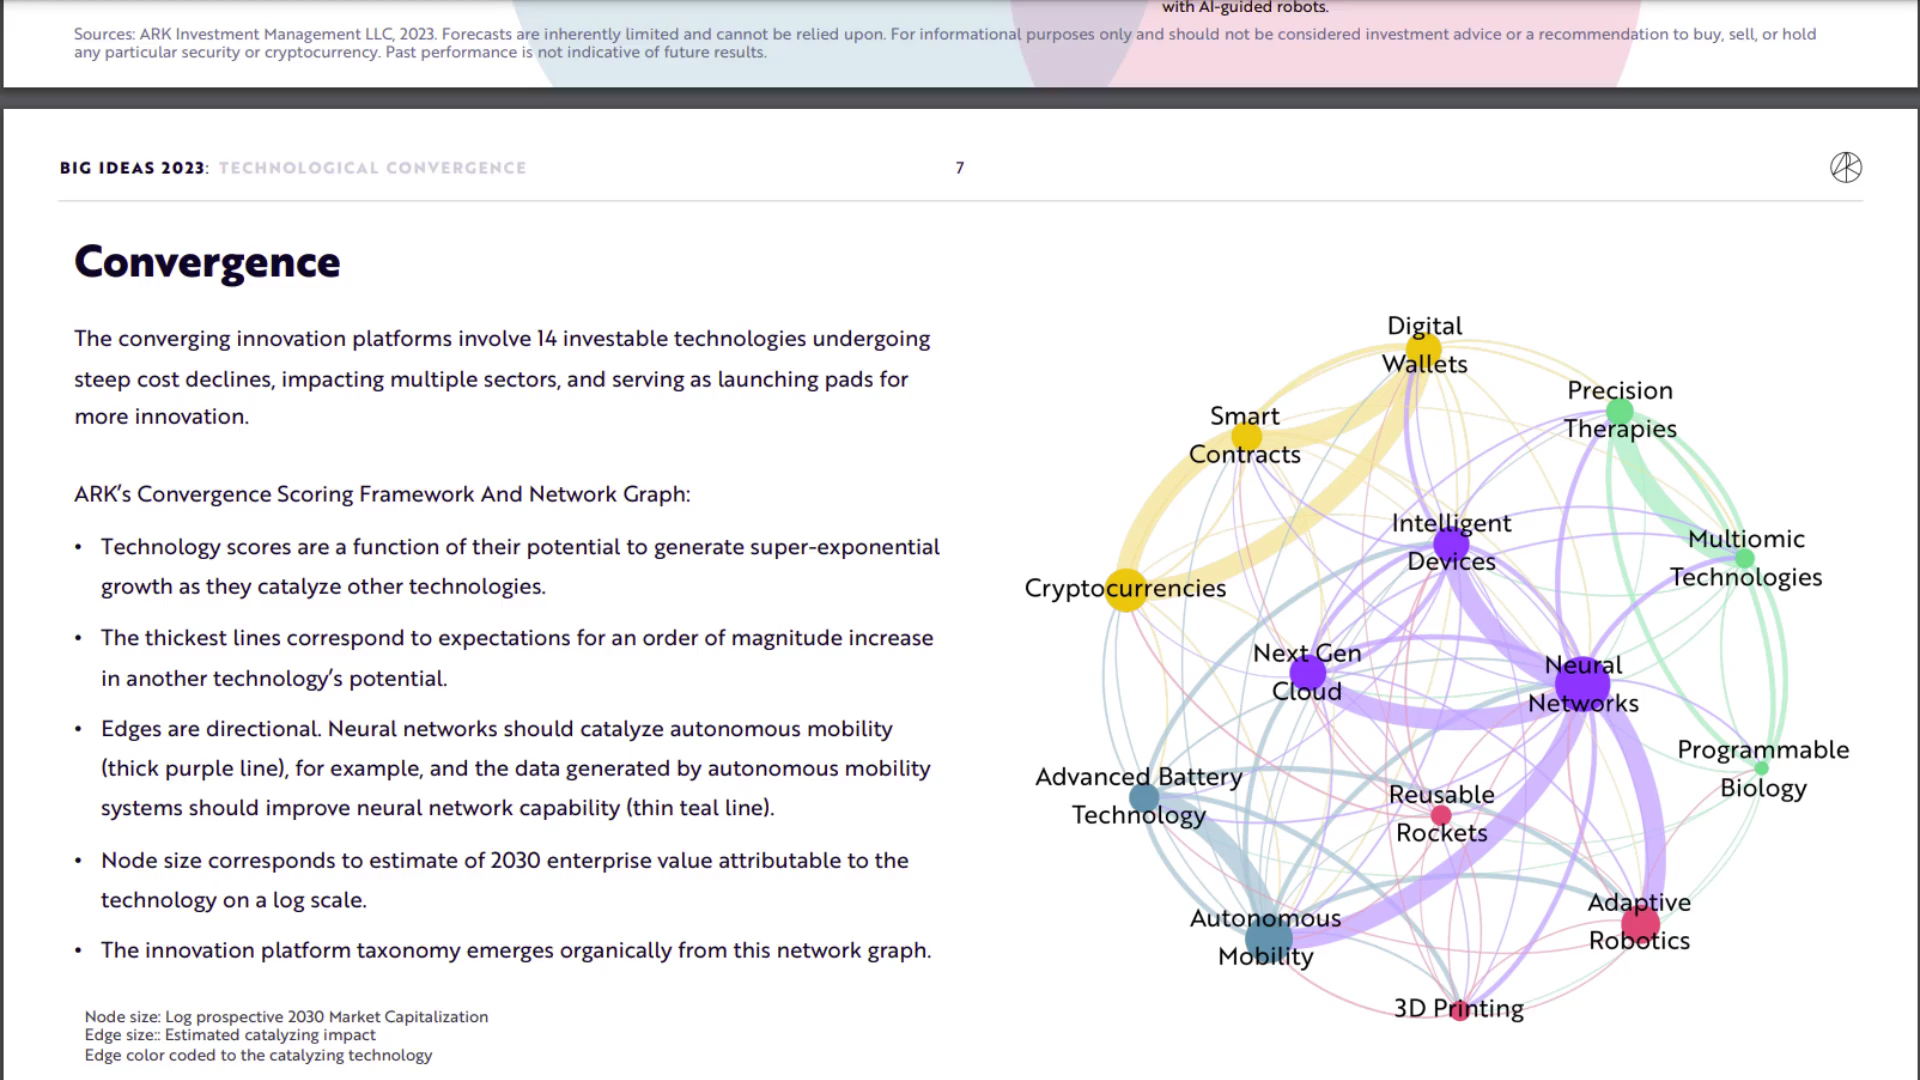 with AI-guided robots.
Sources: ARK Investment Management LLC, 2023. Forecasts are inherently limited and cannot be relied upon. For informational purposes only and should not be considered investment advice or a recommendation to buy, sell, or hold
any particular security or cryptocurrency. Past performance is not indicative of future results.
BIG IDEAS 2023: TECHNOLOGICAL CONVERGENCE
7
Convergence
The converging innovation platforms involve 14 investable technologies undergoing
steep cost declines, impacting multiple sectors, and serving as launching pads for
more innovation.
ARK's Convergence Scoring Framework And Network Graph:
• Technology scores are a function of their potential to generate super-exponential
growth as they catalyze other technologies.
• The thickest lines correspond to expectations for an order of magnitude increase
in another technology's potential.
• Edges are directional. Neural networks should catalyze autonomous mobility
(thick purple line), for example, and the data generated by autonomous mobility
systems should improve neural network capability (thin teal line).
• Node size corresponds to estimate of 2030 enterprise value attributable to the
technology on a log scale.
• The innovation platform taxonomy emerges organically from this network graph.
Node size: Log prospective 2030 Market Capitalization
Edge size:: Estimated catalyzing impact
Edge color coded to the catalyzing technology
Digital
Wallets
Precision
Therapies
Smart
Contracts
Intelligent
Devices
Multiomic
Technologies
Cryptocurrencies
Next Gen
Cloud
Neural
Networks
Programmable
Biology
Advanced Battery
Technology
Reusable
Rockets
Autonomous
Mobility
Adaptive
Robotics
3D Printing